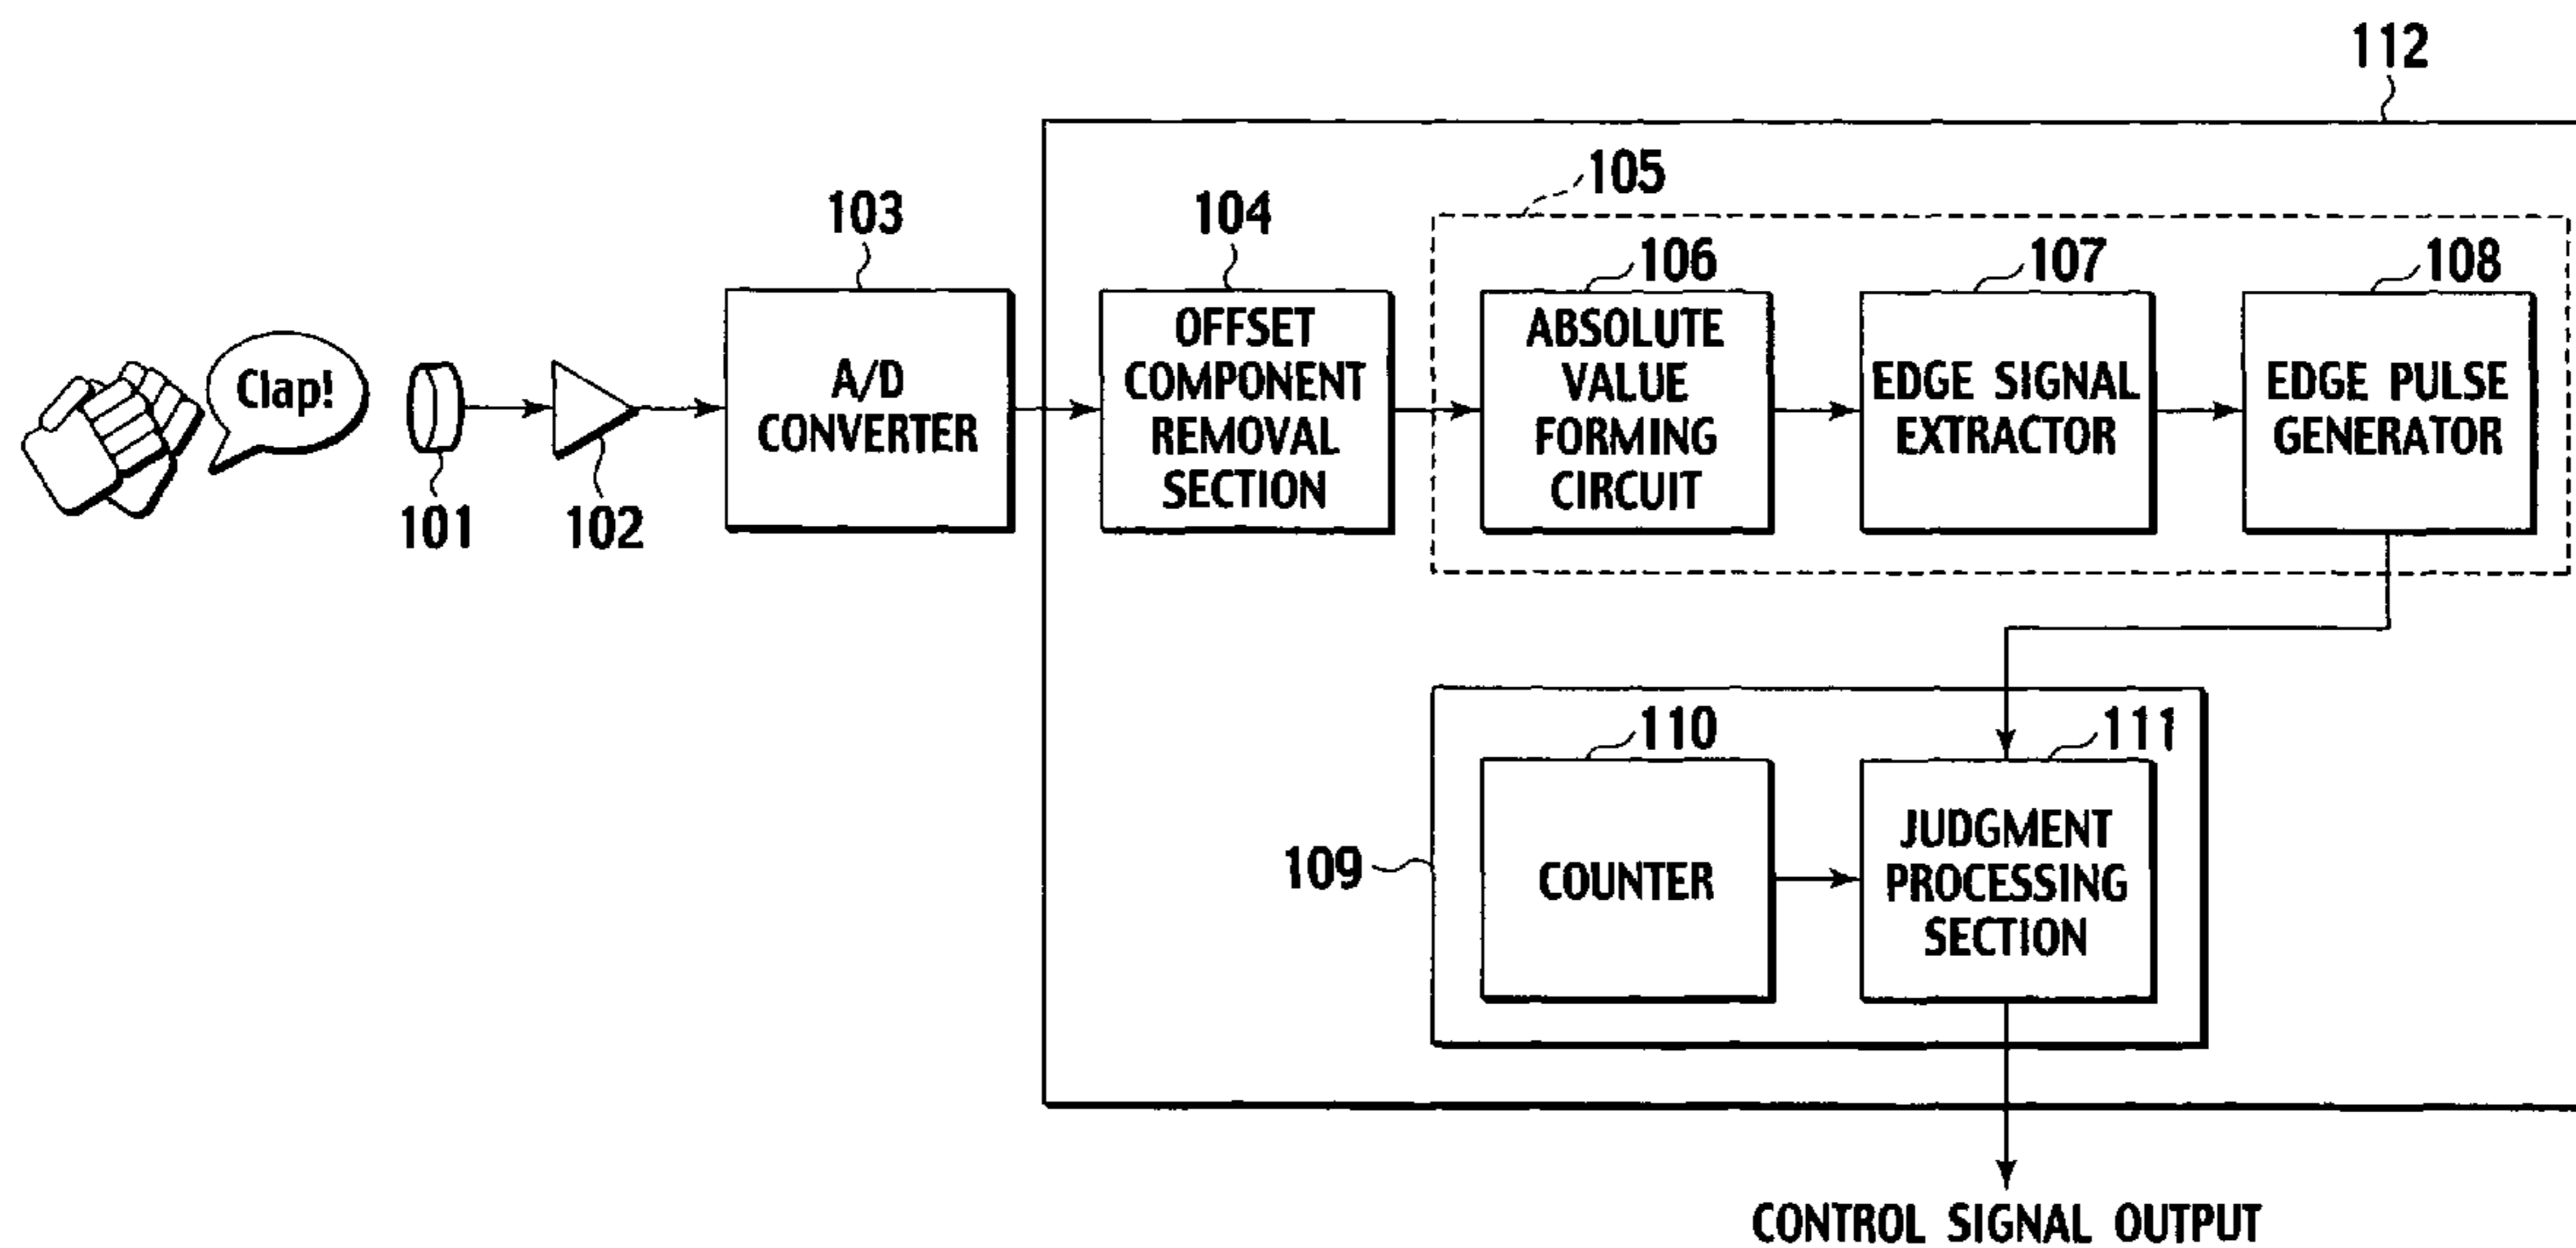 112
105
103
104
106
107
108
Clap!
101
102
A/D
CONVERTER
OFFSET
COMPONENT
REMOVAL
SECTION
ABSOLUTE
VALUE
FORMING
CIRCUIT
EDGE SIGNAL
EXTRACTOR
EDGE PULSE
GENERATOR
109
110
111
COUNTER
JUDGMENT
PROCESSING
SECTION
CONTROL SIGNAL OUTPUT